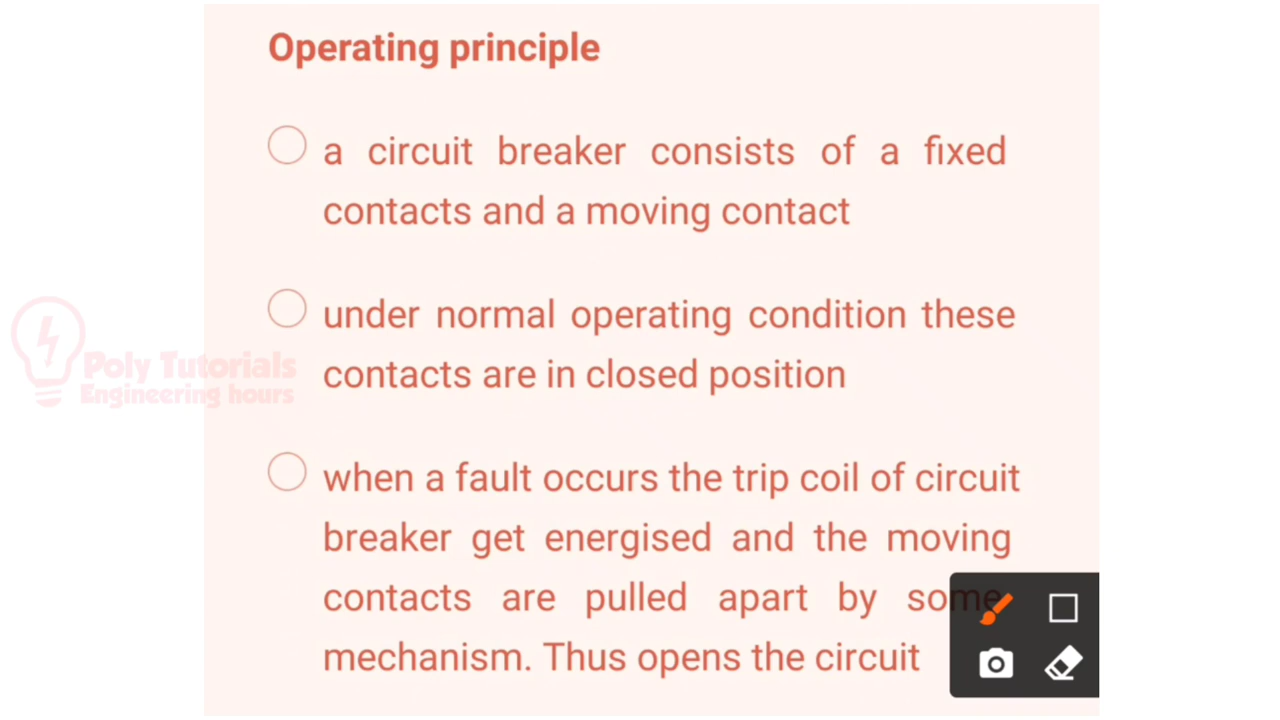 Operating principle
a circuit breaker consists of a fixed
contacts and a moving contact
under normal operating condition these
contacts are in closed position
Poly Tutorials
Engineering hours
when a fault occurs the trip coil of circuit
breaker get energised and the moving
contacts are pulled apart by some
mechanism. Thus opens the circuit